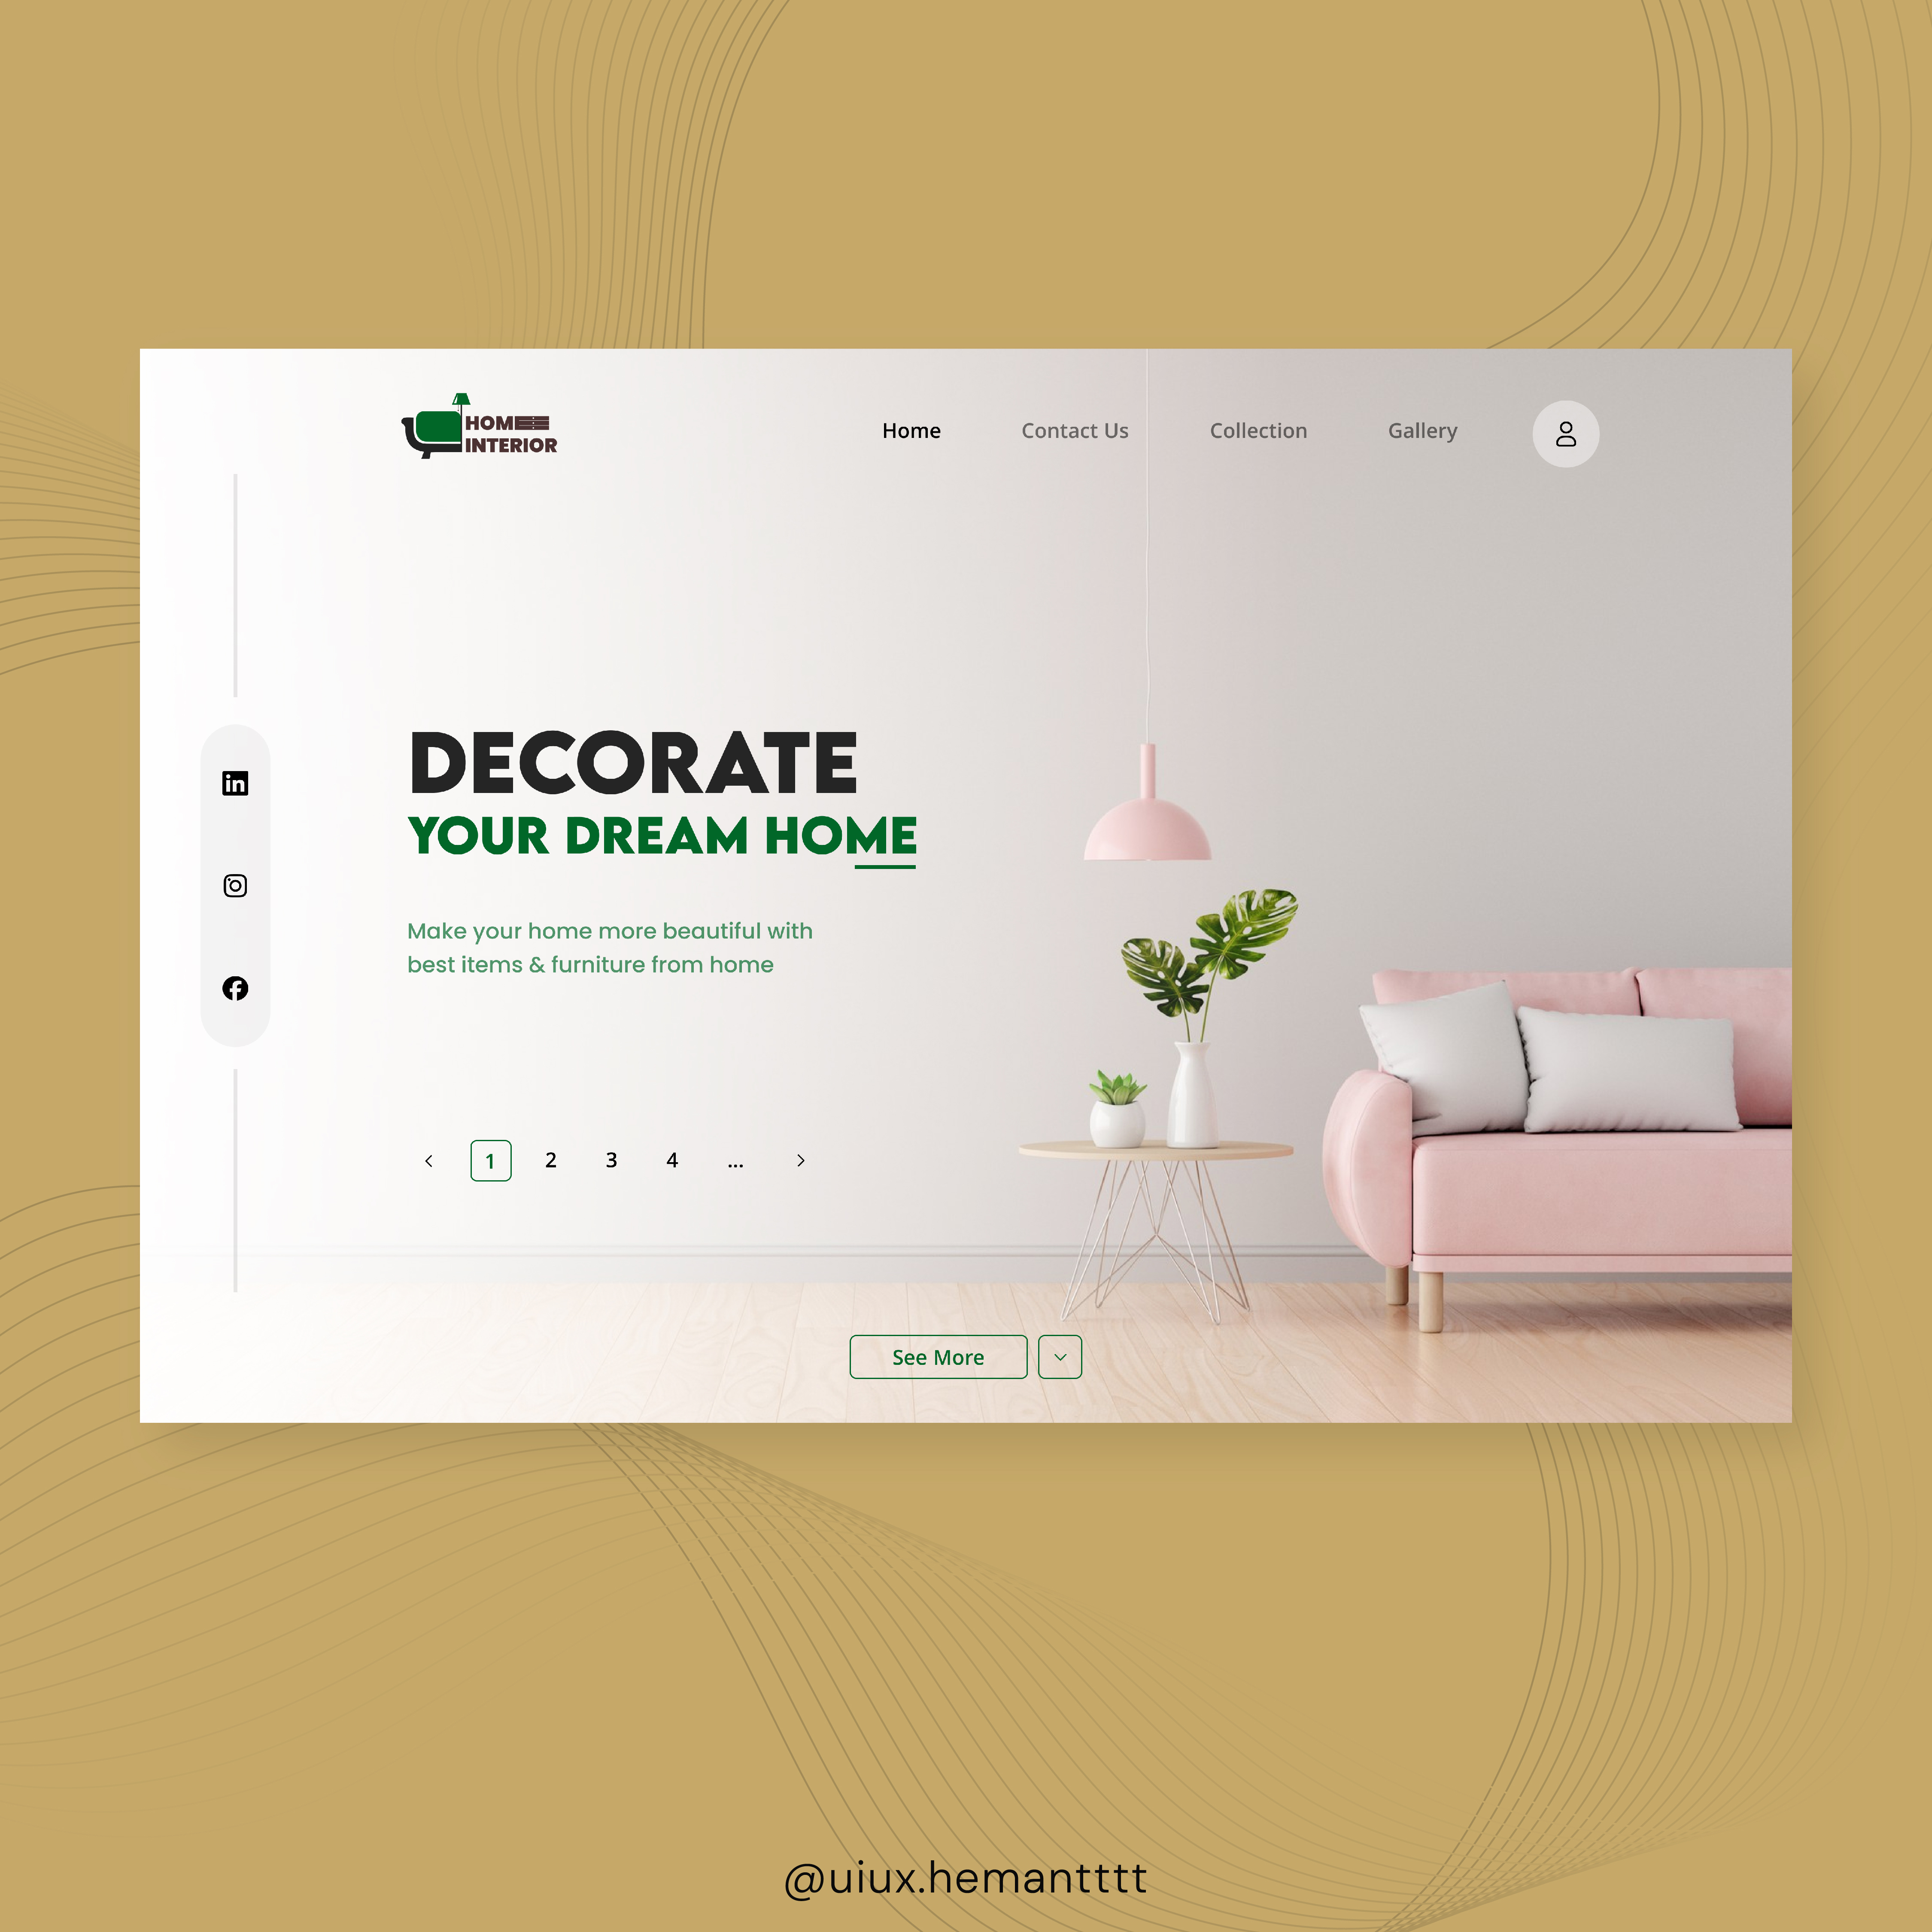 HOME
INTERIOR
Home Contact Us Collection Gallery
DECORATE
YOUR DREAM HOME
Make your home more beautiful with
best items & furniture from home
1 2 3 4 ...
See More
@uiux.hemantttt